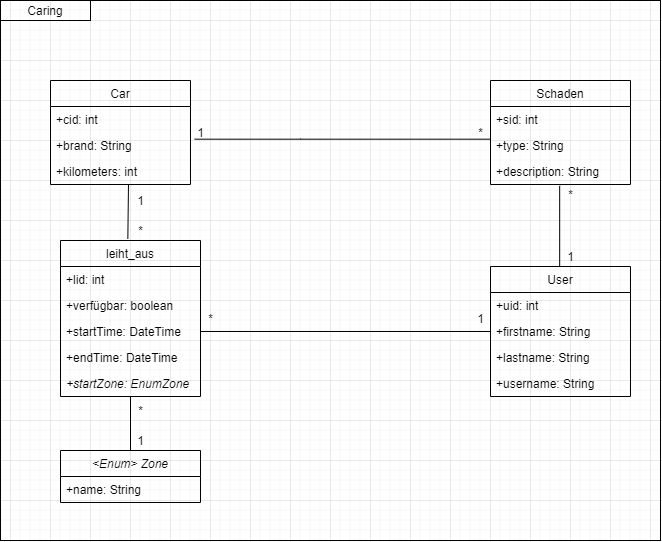 Caring
Car
+cid: int
+brand: String
+kilometers: int
1
*
Schaden
+sid: int
+type: String
+description: String
1
*
*
1
leiht_aus
+lid: int
+verfügbar: boolean
+startTime: DateTime
+endTime: DateTime
+startZone: EnumZone
*
1
User
+uid: int
+firstname: String
+lastname: String
+username: String
*
1
<Enum> Zone
+name: String